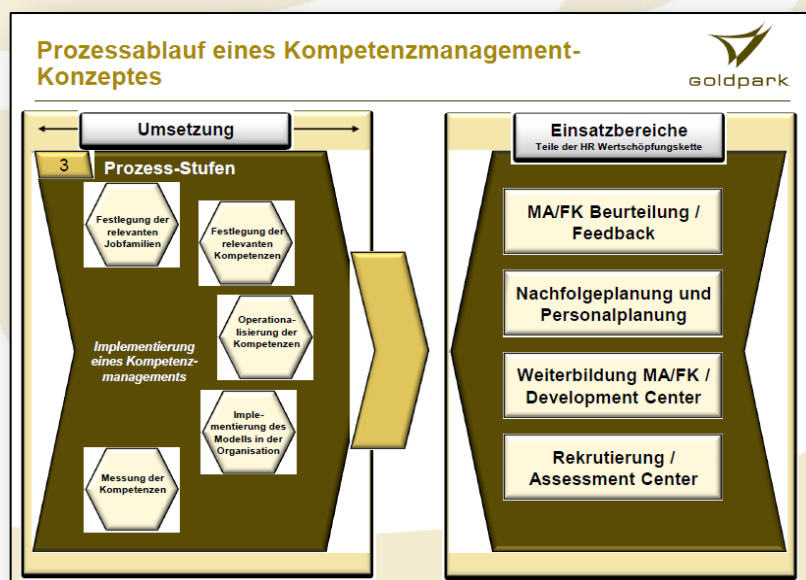 Prozessablauf eines Kompetenzmanagement-
Konzeptes
Goldpark
Umsetzung
3
Prozess-Stufen
Festlegung der
relevanten
Jobfamilien
Festlegung der
relevanten
Kompetenzen
Operationa-
lisierung der
Kompetenzen
Implementierung
eines Kompetenz-
managements
Imple-
mentierung des
Modells in der
Organisation
Messung der
Kompetenzen
Einsatzbereiche
Teile der HR Wertschöpfungskette
MA/FK Beurteilung /
Feedback
Nachfolgeplanung und
Personalplanung
Weiterbildung MA/FK /
Development Center
Rekrutierung /
Assessment Center